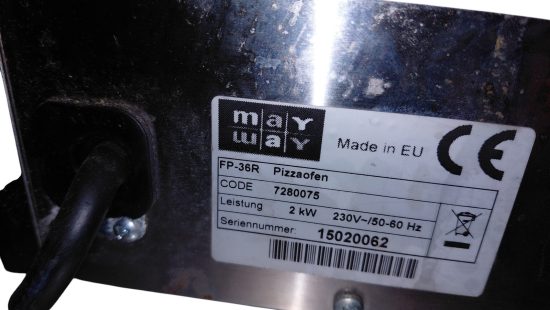 may
way
Made in EU
CE
FP-36R Pizzaofen
CODE 7280075
Leistung 2 kW 230V~/50-60 Hz
Seriennummer: 15020062